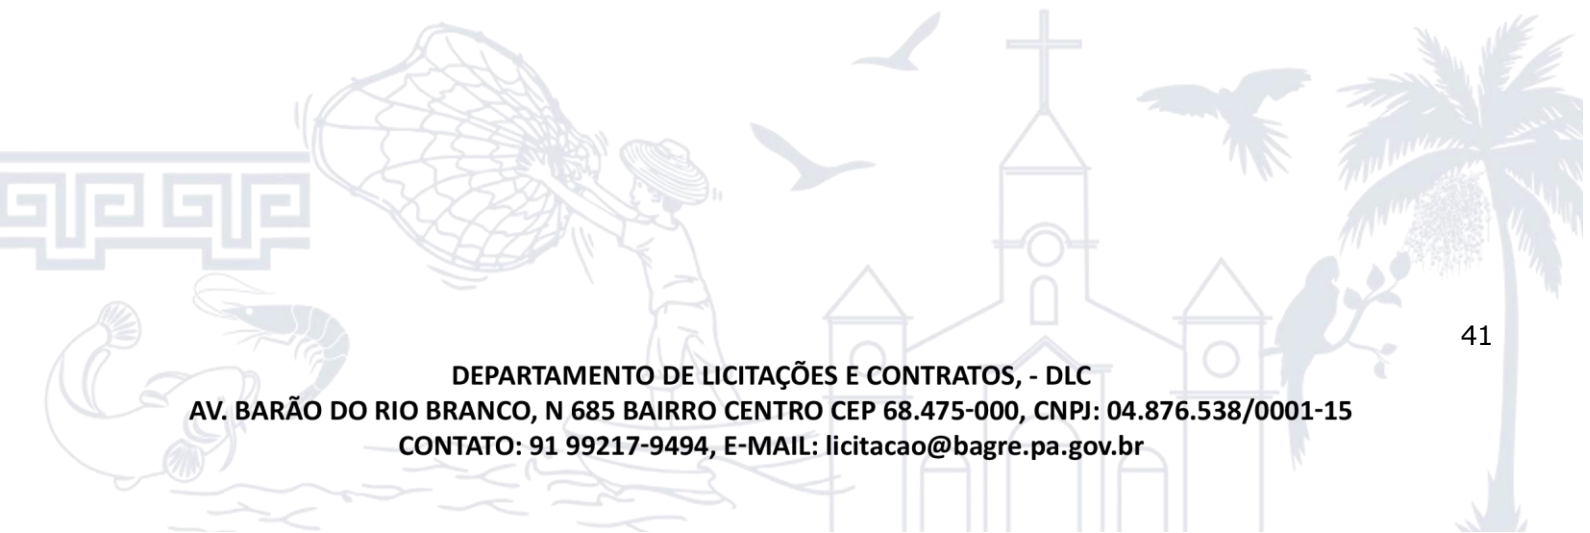 41
DEPARTAMENTO DE LICITAÇÕES E CONTRATOS, - DLC
AV. BARÃO DO RIO BRANCO, N 685 BAIRRO CENTRO CEP 68.475-000, CNPJ: 04.876.538/0001-15
CONTATO: 91 99217-9494, E-MAIL: licitacao@bagre.pa.gov.br